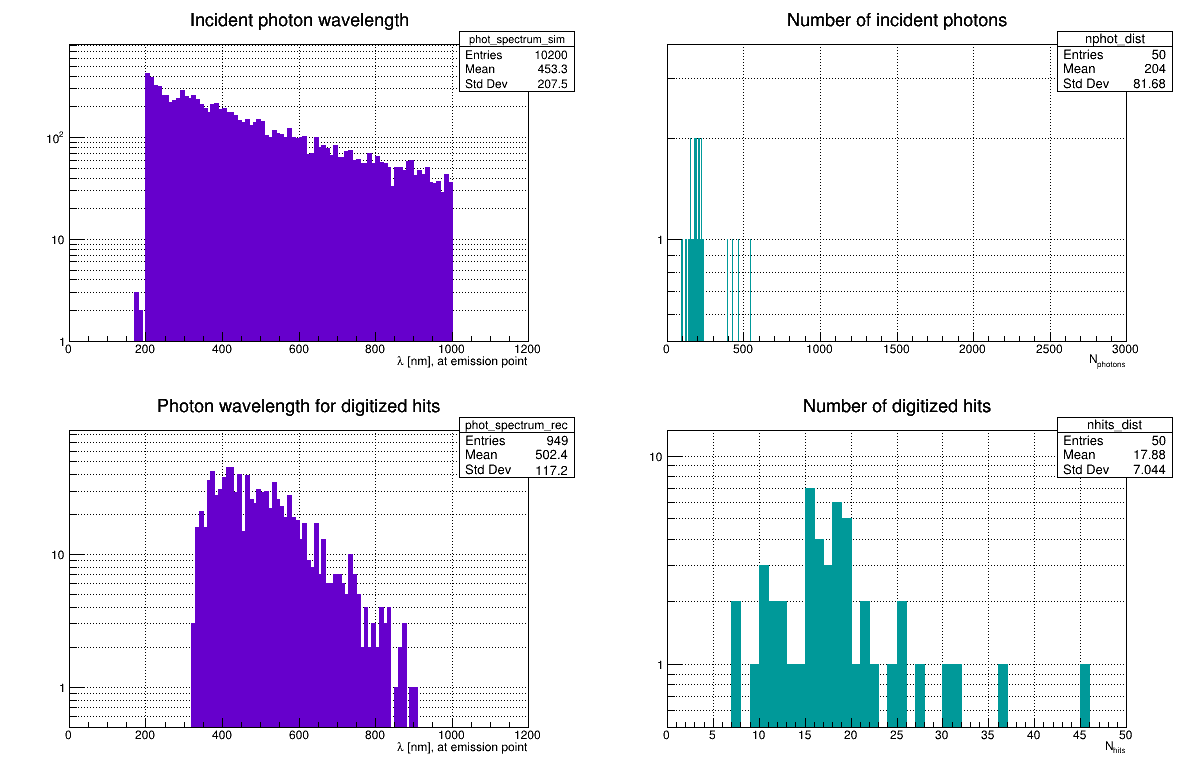 Incident photon wavelength
phot_spectrum_sim
Entries 10200
Mean 453.3
Std Dev 207.5
10²
10
1
0 200 400 600 800 1000 1200
λ [nm], at emission point
Number of incident photons
nphot_dist
Entries 50
Mean 204
Std Dev 81.68
1
0 500 1000 1500 2000 2500 3000
Nphotons
Photon wavelength for digitized hits
phot_spectrum_rec
Entries 949
Mean 502.4
Std Dev 117.2
10
1
0 200 400 600 800 1000 1200
λ [nm], at emission point
Number of digitized hits
nhits_dist
Entries 50
Mean 17.88
Std Dev 7.044
10
1
0 5 10 15 20 25 30 35 40 45 50
Nhits